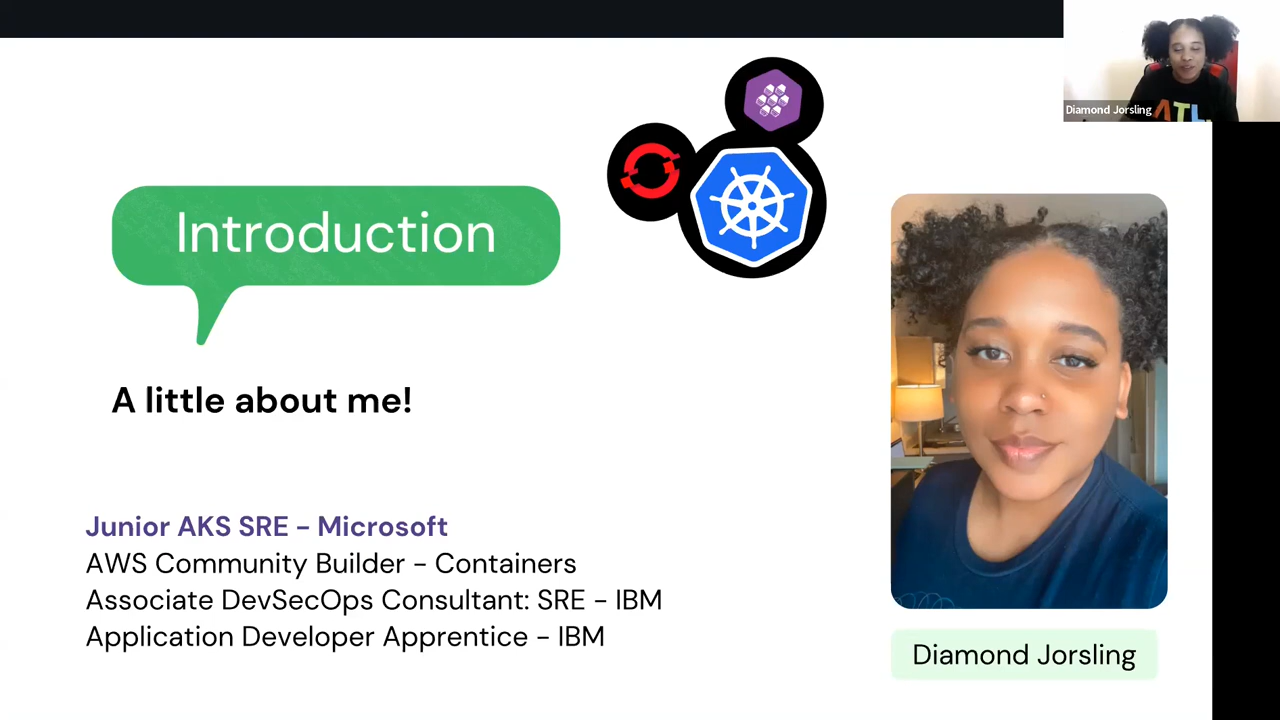 Diamond Jorsling
ATL
Introduction
A little about me!
Junior AKS SRE - Microsoft
AWS Community Builder - Containers
Associate DevSecOps Consultant: SRE - IBM
Application Developer Apprentice - IBM
Diamond Jorsling